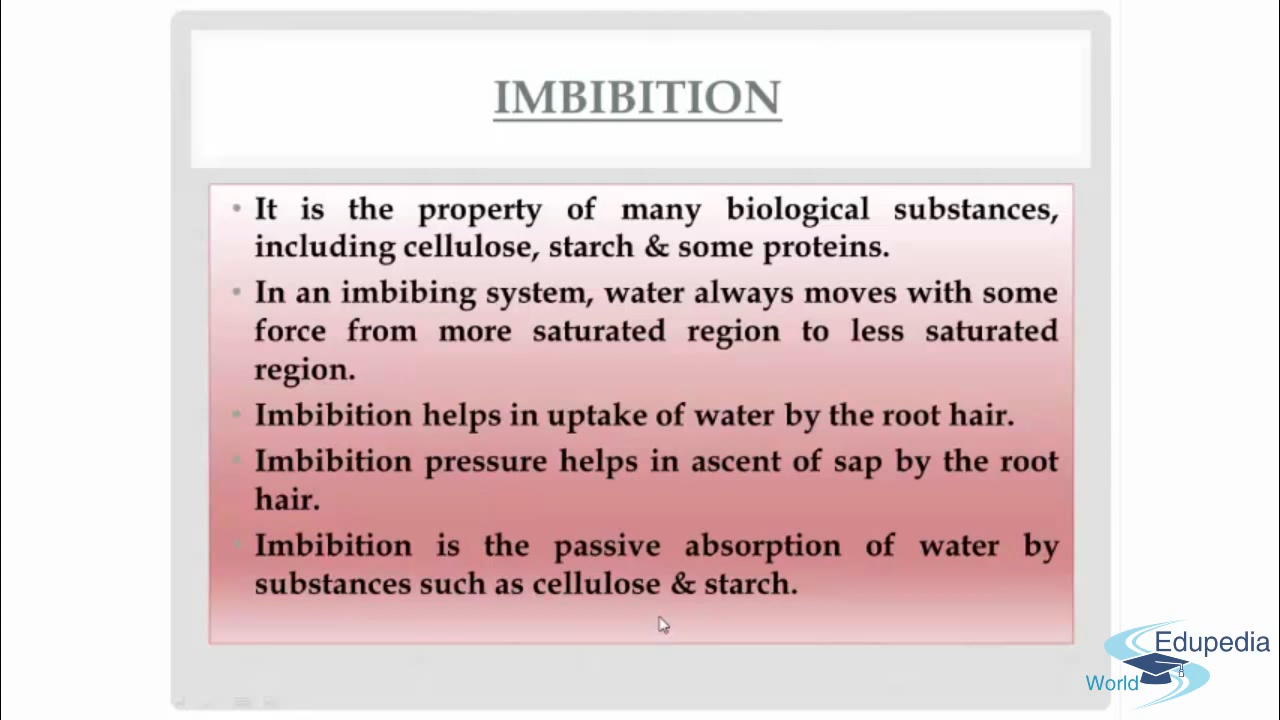 IMBIBITION
It is the property of many biological substances,
including cellulose, starch & some proteins.
In an imbibing system, water always moves with some
force from more saturated region to less saturated
region.
Imbibition helps in uptake of water by the root hair.
Imbibition pressure helps in ascent of sap by the root
hair.
Imbibition is the passive absorption of water by
substances such as cellulose & starch.
Edupedia
World